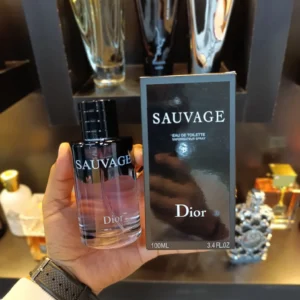 SAUVAGE
Dior
SAUVAGE
EAU DE TOILETTE
Dior
100ML 3.4 FL.OZ